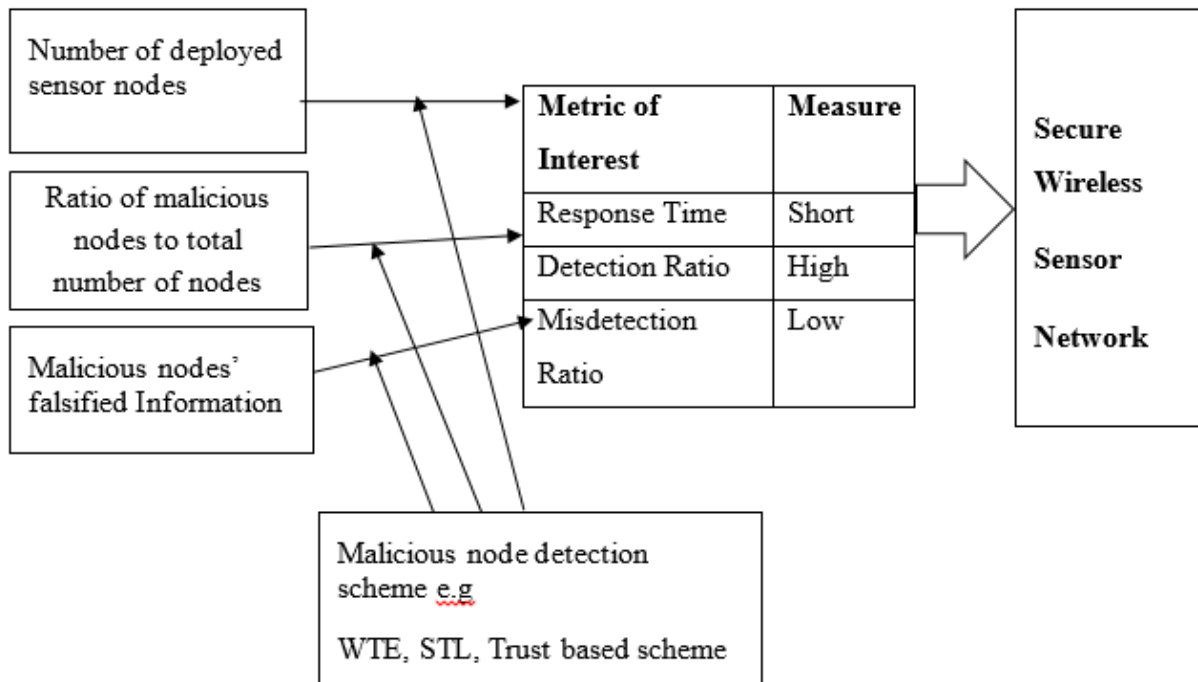 Number of deployed
sensor nodes
Ratio of malicious
nodes to total
number of nodes
Malicious nodes’
falsified Information
Metric of
Interest
Measure
Response Time
Short
Detection Ratio
High
Misdetection
Ratio
Low
Secure
Wireless
Sensor
Network
Malicious node detection
scheme e.g
WTE, STL, Trust based scheme